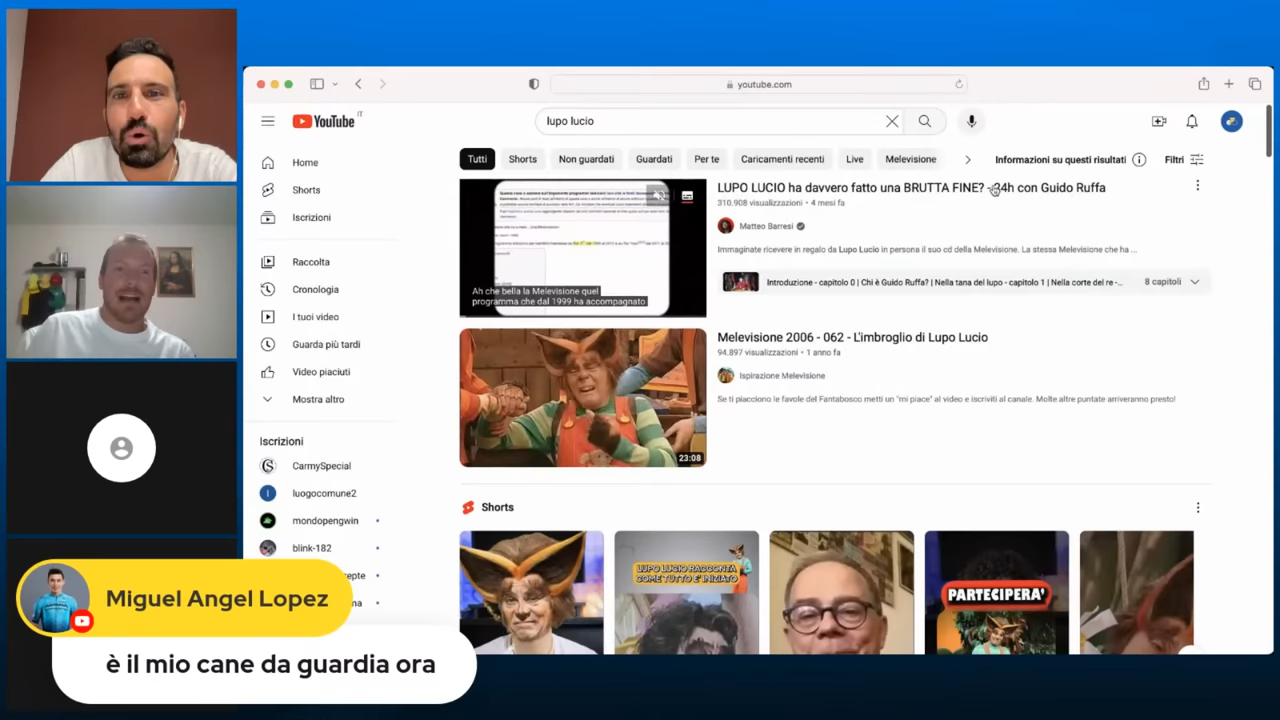 youtube.com
YouTube IT
lupo lucio
Tutti
Shorts
Non guardati
Guardati
Per te
Caricamenti recenti
Live
Melevisione
Informazioni su questi risultati
Filtri
Home
Shorts
Iscrizioni
Raccolta
Cronologia
I tuoi video
Guarda più tardi
Video piaciuti
Mostra altro
Iscrizioni
CarmySpecial
luogocomune2
mondopengwin
blink-182
Ah che bella la Melevisione quel
programma che dal 1999 ha accompagnato
LUPO LUCIO ha davvero fatto una BRUTTA FINE? - 24h con Guido Ruffa
310.908 visualizzazioni • 4 mesi fa
Matteo Barresi
Immaginate ricevere in regalo da Lupo Lucio in persona il suo cd della Melevisione. La stessa Melevisione che ha ...
Introduzione - capitolo 0 | Chi è Guido Ruffa? | Nella tana del lupo - capitolo 1 | Nella corte del re -...
8 capitoli
23:08
Melevisione 2006 - 062 - L'imbroglio di Lupo Lucio
94.897 visualizzazioni • 1 anno fa
Ispirazione Melevisione
Se ti piacciono le favole del Fantabosco metti un "mi piace" al video e iscriviti al canale. Molte altre puntate arriveranno presto!
Shorts
LUPO LUCIO RACCONTA
COME TUTTO E' INIZIATO
PARTECIPERA'
Miguel Angel Lopez
è il mio cane da guardia ora